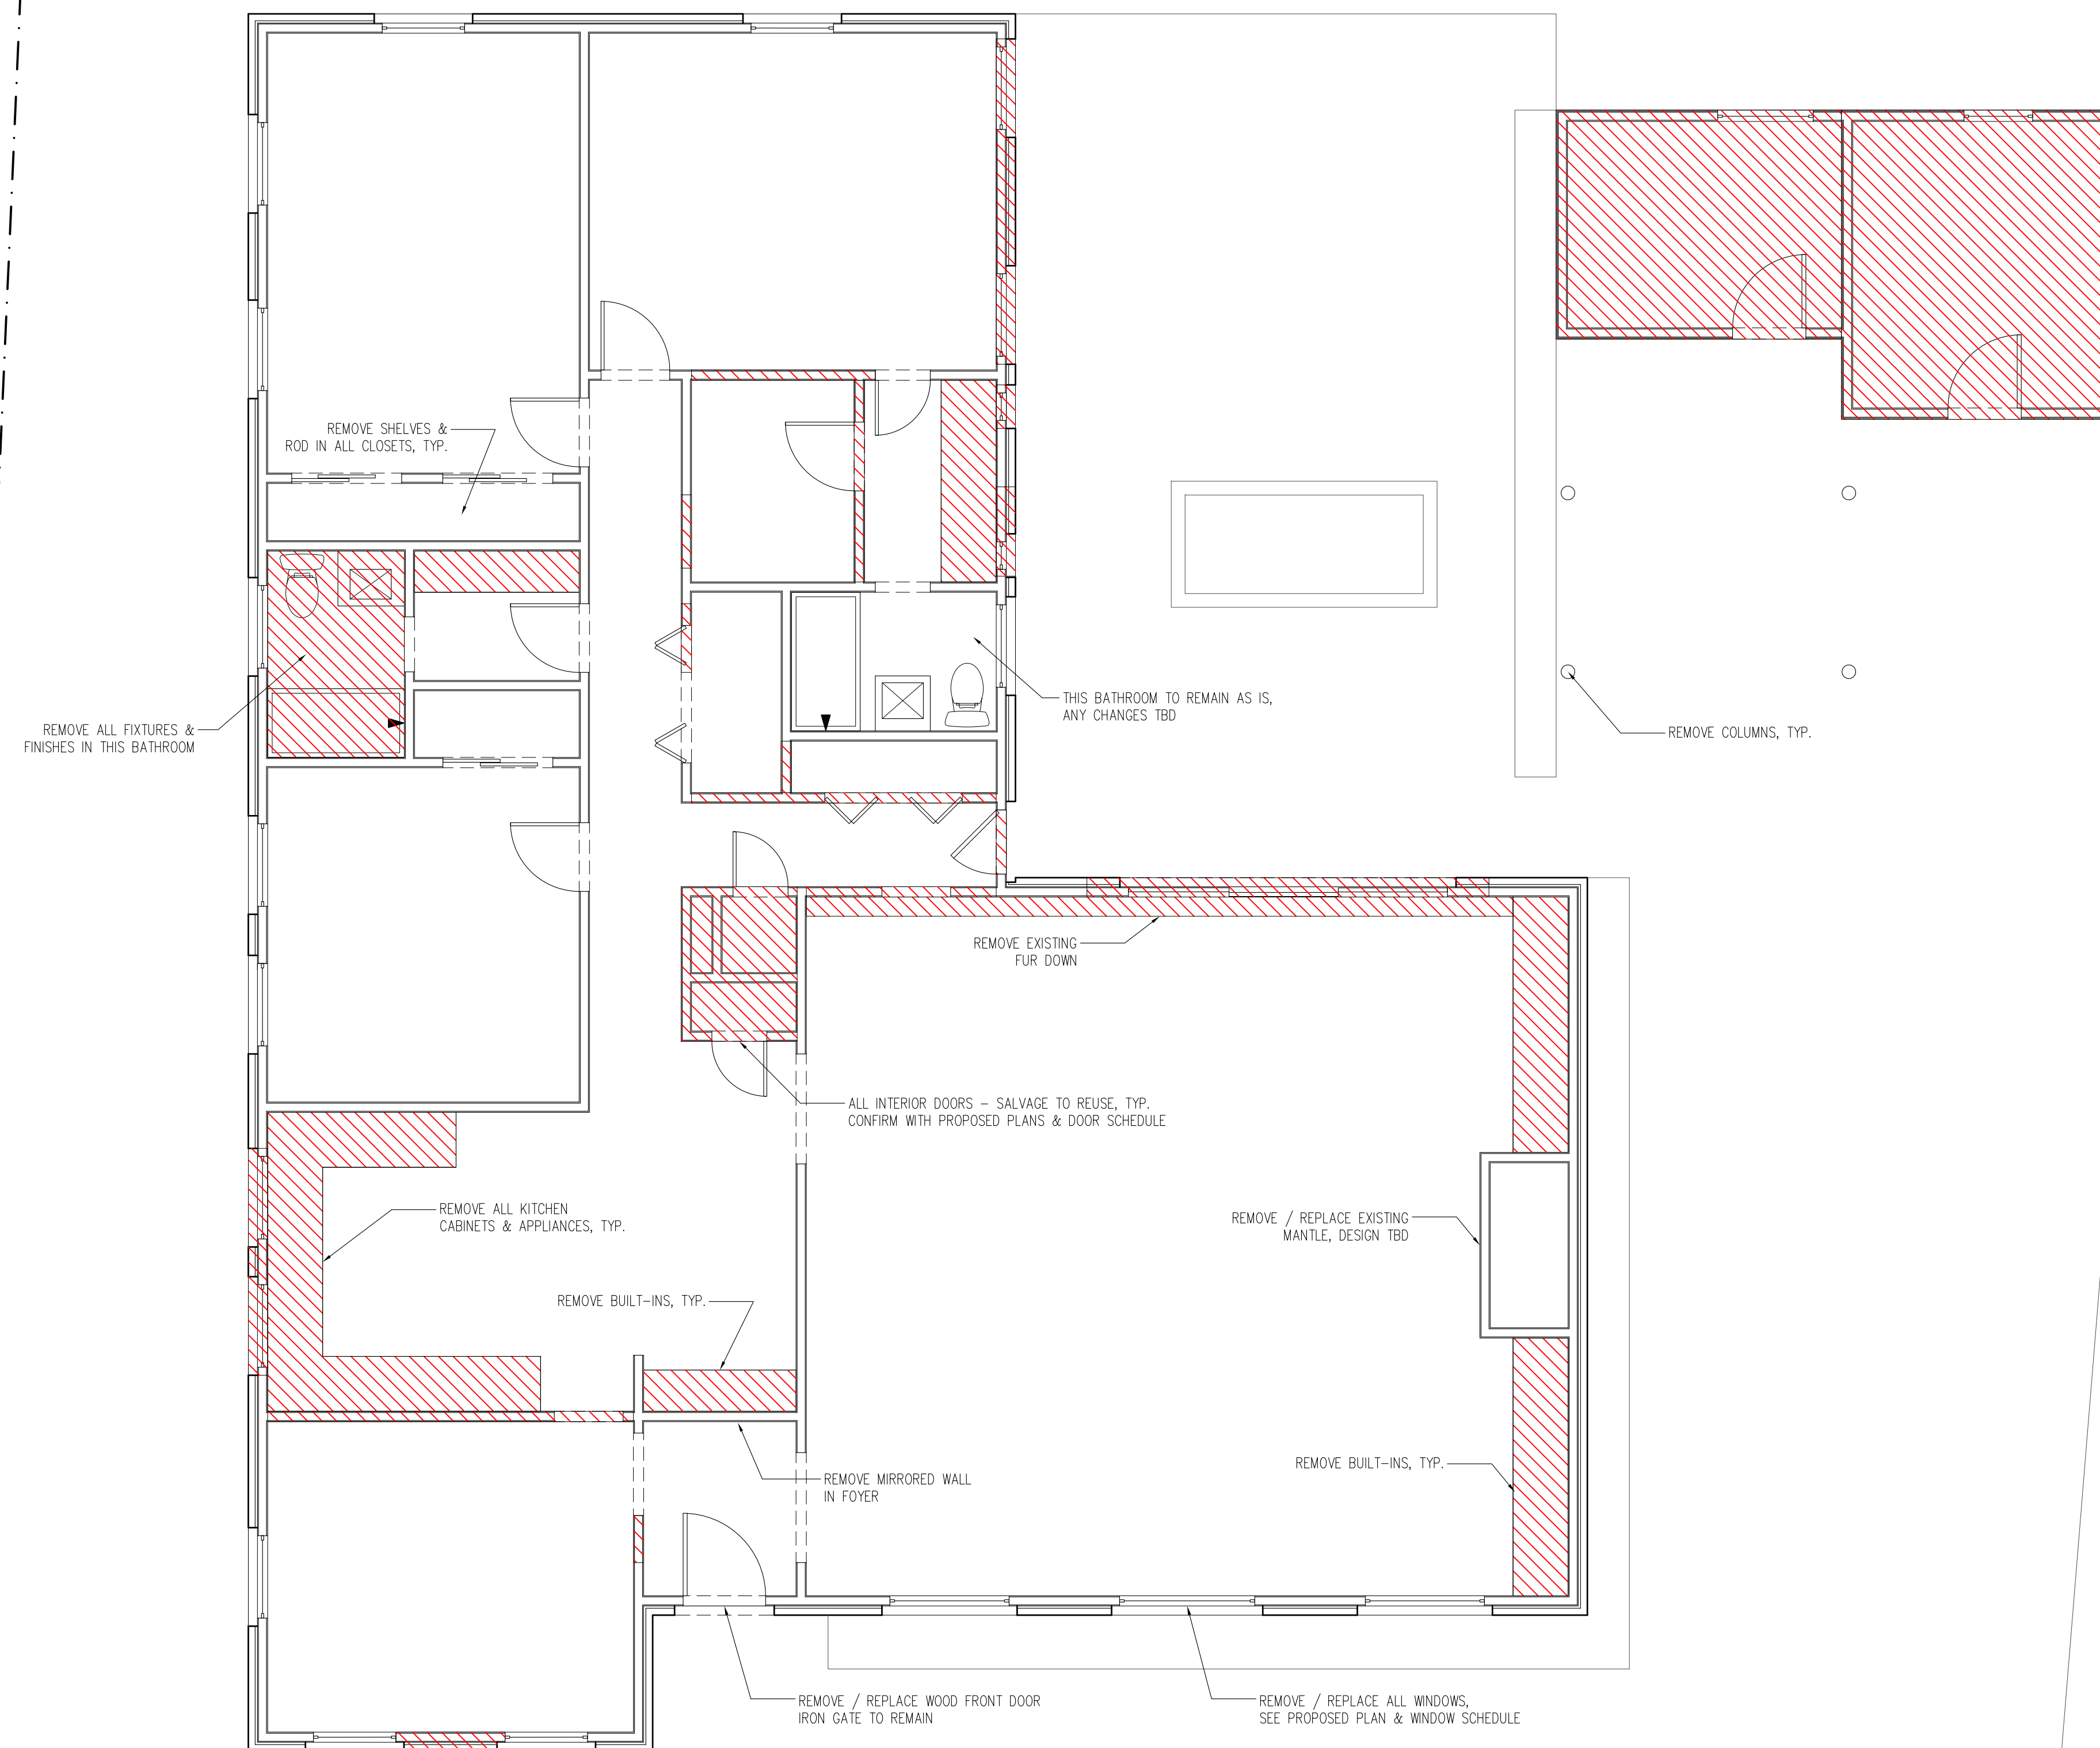 REMOVE SHELVES &
ROD IN ALL CLOSETS, TYP.
REMOVE ALL FIXTURES &
FINISHES IN THIS BATHROOM
THIS BATHROOM TO REMAIN AS IS,
ANY CHANGES TBD
REMOVE COLUMNS, TYP.
REMOVE EXISTING
FUR DOWN
ALL INTERIOR DOORS – SALVAGE TO REUSE, TYP.
CONFIRM WITH PROPOSED PLANS & DOOR SCHEDULE
REMOVE ALL KITCHEN
CABINETS & APPLIANCES, TYP.
REMOVE / REPLACE EXISTING
MANTLE, DESIGN TBD
REMOVE BUILT-INS, TYP.
REMOVE BUILT-INS, TYP.
REMOVE MIRRORED WALL
IN FOYER
REMOVE / REPLACE WOOD FRONT DOOR
IRON GATE TO REMAIN
REMOVE / REPLACE ALL WINDOWS,
SEE PROPOSED PLAN & WINDOW SCHEDULE